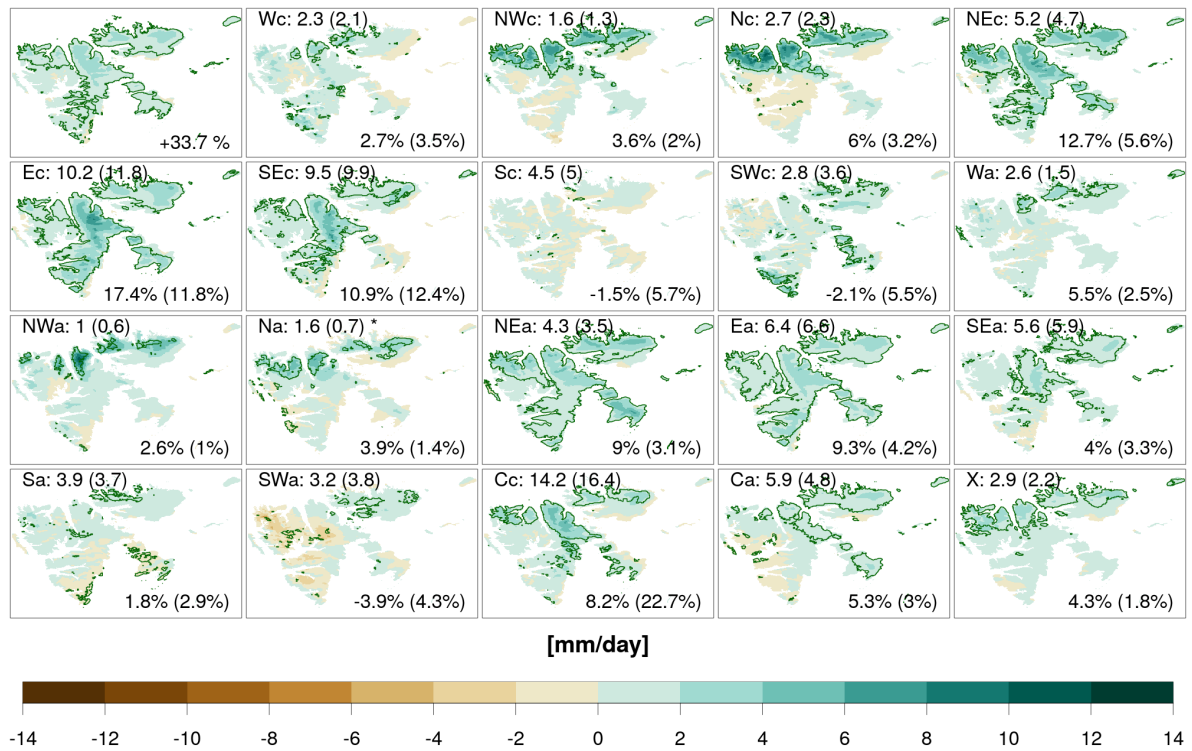 Wc: 2.3 (2.1)
NWc: 1.6 (1.3)
Nc: 2.7 (2.3)
NEc: 5.2 (4.7)
+33.7 %
2.7% (3.5%)
3.6% (2%)
6% (3.2%)
12.7% (5.6%)
Ec: 10.2 (11.8)
SEc: 9.5 (9.9)
Sc: 4.5 (5)
SWc: 2.8 (3.6)
Wa: 2.6 (1.5)
17.4% (11.8%)
10.9% (12.4%)
-1.5% (5.7%)
-2.1% (5.5%)
5.5% (2.5%)
NWa: 1 (0.6)
Na: 1.6 (0.7) *
NEa: 4.3 (3.5)
Ea: 6.4 (6.6)
SEa: 5.6 (5.9)
2.6% (1%)
3.9% (1.4%)
9% (3.1%)
9.3% (4.2%)
4% (3.3%)
Sa: 3.9 (3.7)
SWa: 3.2 (3.8)
Cc: 14.2 (16.4)
Ca: 5.9 (4.8)
X: 2.9 (2.2)
1.8% (2.9%)
-3.9% (4.3%)
8.2% (22.7%)
5.3% (3%)
4.3% (1.8%)
[mm/day]
-14 -12 -10 -8 -6 -4 -2 0 2 4 6 8 10 12 14